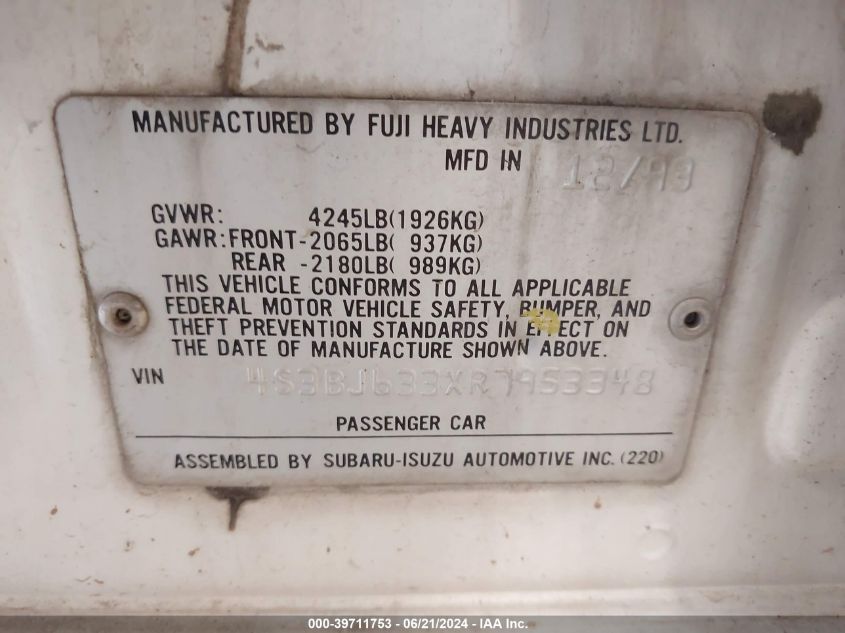 MANUFACTURED BY FUJI HEAVY INDUSTRIES LTD.
MFD IN 12/93
GVWR: 4245LB(1926KG)
GAWR:FRONT-2065LB( 937KG)
REAR -2180LB( 989KG)
THIS VEHICLE CONFORMS TO ALL APPLICABLE
FEDERAL MOTOR VEHICLE SAFETY, BUMPER, AND
THEFT PREVENTION STANDARDS IN EFFECT ON
THE DATE OF MANUFACTURE SHOWN ABOVE.
VIN 4S3BJ633XR7953348
PASSENGER CAR
ASSEMBLED BY SUBARU-ISUZU AUTOMOTIVE INC. (220)
000-39711753 - 06/21/2024 - IAA Inc.